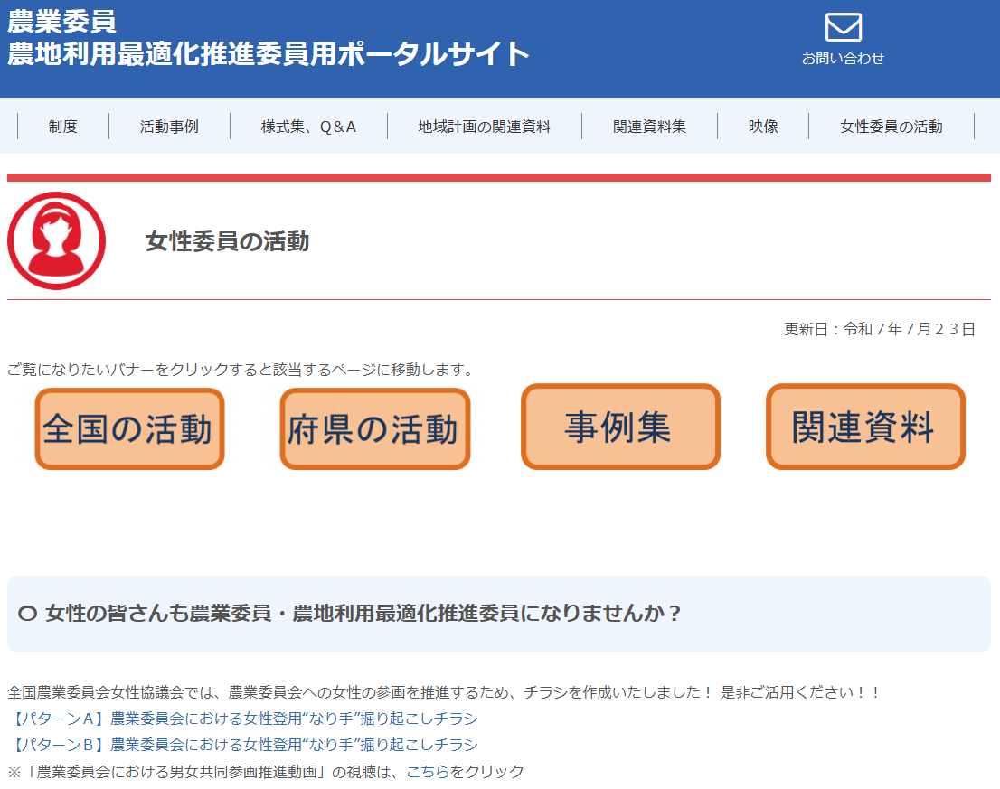 農業委員
農地利用最適化推進委員用ポータルサイト
お問い合わせ
制度
活動事例
様式集、Q＆A
地域計画の関連資料
関連資料集
映像
女性委員の活動
女性委員の活動
更新日：令和７年７月２３日
ご覧になりたいバナーをクリックすると該当するページに移動します。
全国の活動
府県の活動
事例集
関連資料
〇 女性の皆さんも農業委員・農地利用最適化推進委員になりませんか？
全国農業委員会女性協議会では、農業委員会への女性の参画を推進するため、チラシを作成いたしました！ 是非ご活用ください！！
【パターンＡ】農業委員会における女性登用“なり手”掘り起こしチラシ
【パターンＢ】農業委員会における女性登用“なり手”掘り起こしチラシ
※「農業委員会における男女共同参画推進動画」の視聴は、こちらをクリック